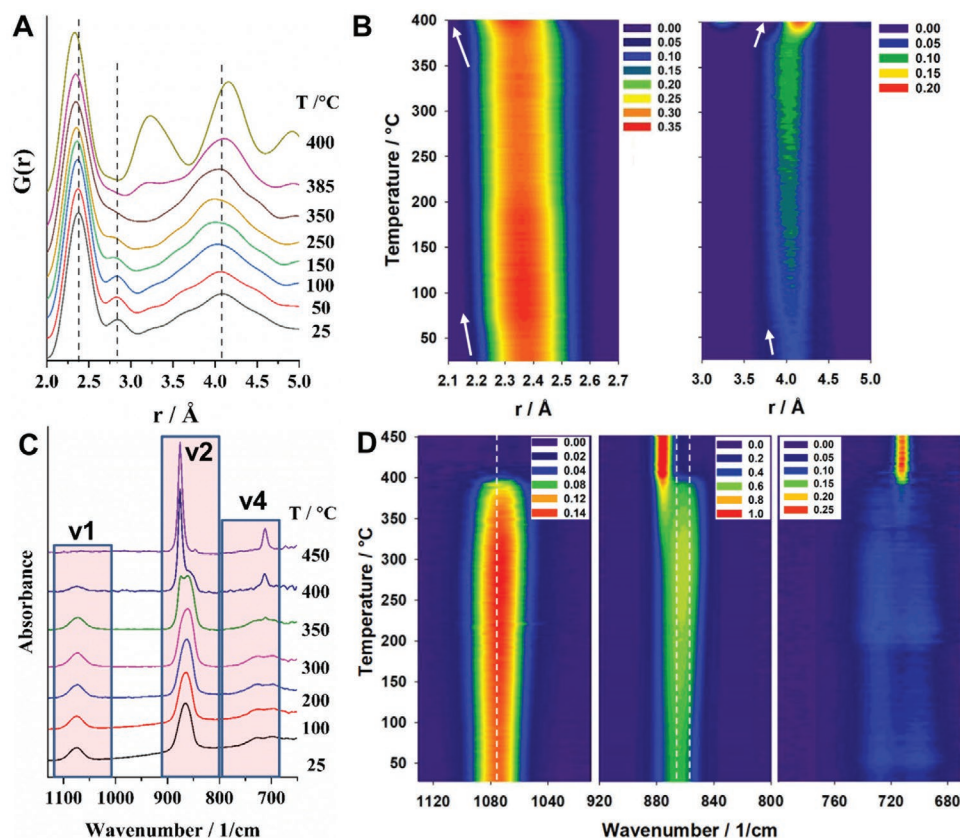 A
T /°C
400
385
350
250
150
100
50
25
G(r)
2.0 2.5 3.0 3.5 4.0 4.5 5.0
r / Å
B
400
350
300
250
200
150
100
50
Temperature / °C
0.00
0.05
0.10
0.15
0.20
0.25
0.30
0.35
2.1 2.2 2.3 2.4 2.5 2.6 2.7
r / Å
0.00
0.05
0.10
0.15
0.20
3.0 3.5 4.0 4.5 5.0
r / Å
C
v1
v2
v4
T / °C
450
400
350
300
200
100
25
Absorbance
1100 1000 900 800 700
Wavenumber / 1/cm
D
450
400
350
300
250
200
150
100
50
Temperature / °C
0.00
0.02
0.04
0.08
0.12
0.14
0.0
0.2
0.4
0.6
0.8
1.0
0.00
0.05
0.10
0.15
0.20
0.25
1120 1080 1040
920 880 840 800
760 720 680
Wavenumber / 1/cm